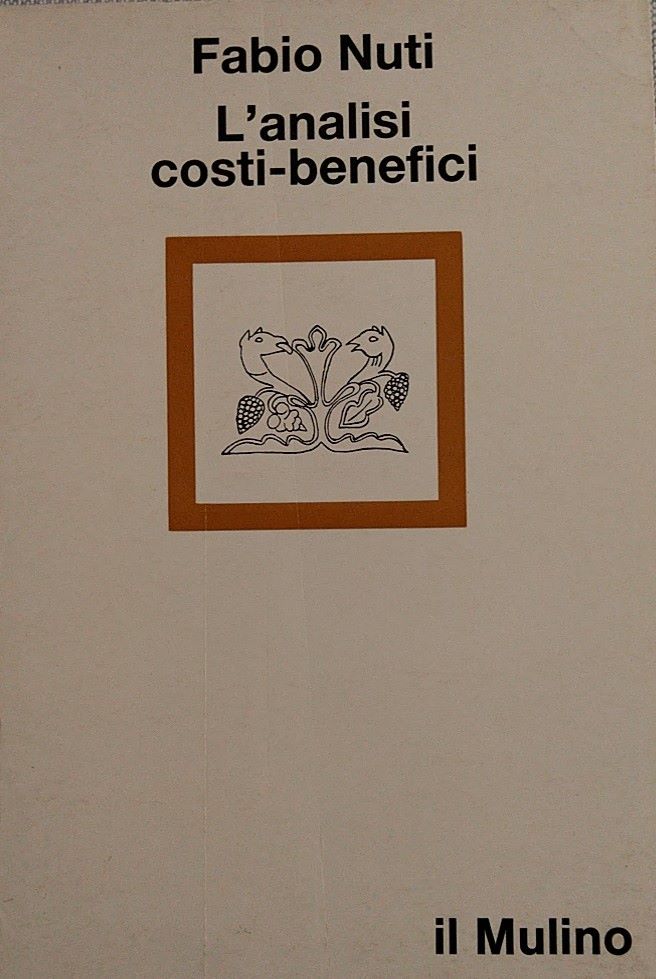 Fabio Nuti
L'analisi
costi-benefici
il Mulino